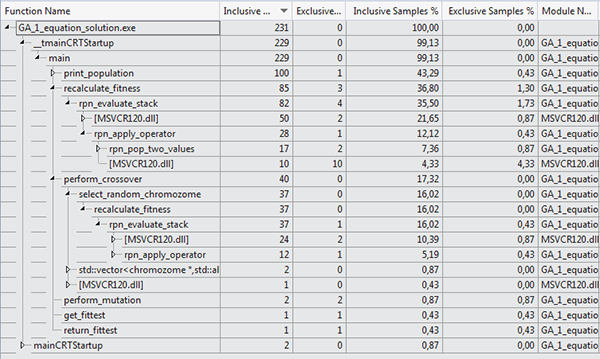 Function Name Inclusive ... Exclusive... Inclusive Samples % Exclusive Samples % Module N...
GA_1_equation_solution.exe 231 0 100,00 0,00
__tmainCRTStartup 229 0 99,13 0,00 GA_1_equatio
main 229 0 99,13 0,00 GA_1_equatio
print_population 100 1 43,29 0,43 GA_1_equatio
recalculate_fitness 85 3 36,80 1,30 GA_1_equatio
rpn_evaluate_stack 82 4 35,50 1,73 GA_1_equatio
[MSVCR120.dll] 50 2 21,65 0,87 MSVCR120.dll
rpn_apply_operator 28 1 12,12 0,43 GA_1_equatio
rpn_pop_two_values 17 2 7,36 0,87 GA_1_equatio
[MSVCR120.dll] 10 10 4,33 4,33 MSVCR120.dll
perform_crossover 40 0 17,32 0,00 GA_1_equatio
select_random_chromozome 37 0 16,02 0,00 GA_1_equatio
recalculate_fitness 37 0 16,02 0,00 GA_1_equatio
rpn_evaluate_stack 37 1 16,02 0,43 GA_1_equatio
[MSVCR120.dll] 24 2 10,39 0,87 MSVCR120.dll
rpn_apply_operator 12 1 5,19 0,43 GA_1_equatio
std::vector<chromozome *,std::al 2 0 0,87 0,00 GA_1_equatio
[MSVCR120.dll] 1 0 0,43 0,00 MSVCR120.dll
perform_mutation 2 2 0,87 0,87 GA_1_equatio
get_fittest 1 1 0,43 0,43 GA_1_equatio
return_fittest 1 1 0,43 0,43 GA_1_equatio
mainCRTStartup 2 0 0,87 0,00 GA_1_equatio